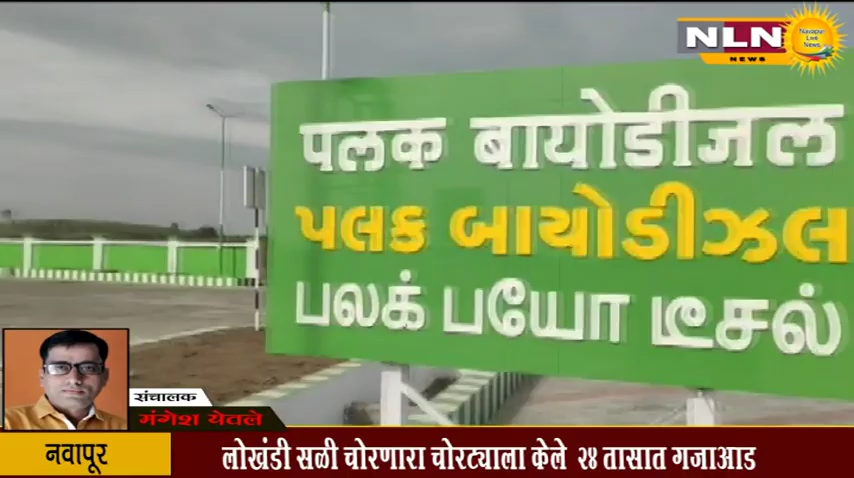 NLN
NEWS
Navapur
Live
News
पलक बायोडीजल
પલક બાયોડીઝલ
பலக் பயோ டீசல்
संचालक
मंगेश येवले
नवापूर
लोखंडी सळी चोरणारा चोरट्याला केले २४ तासात गजाआड